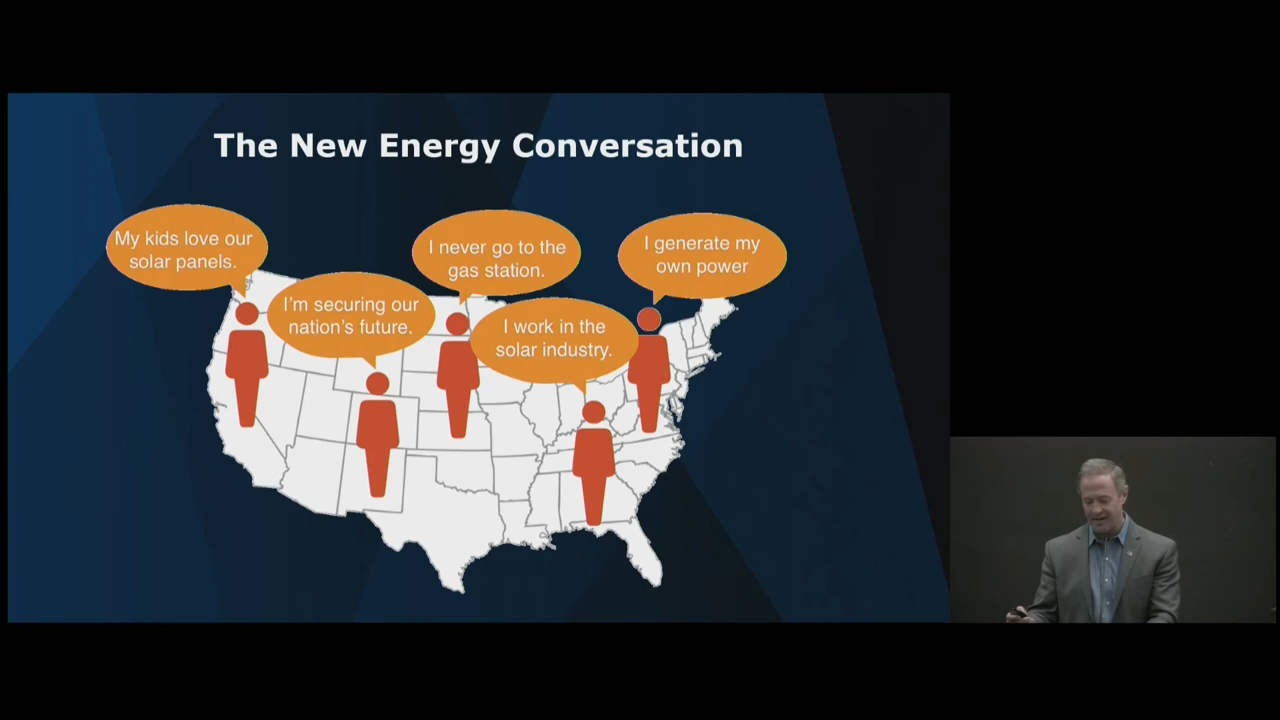 The New Energy Conversation
My kids love our
solar panels.
I'm securing our
nation's future.
I never go to the
gas station.
I work in the
solar industry.
I generate my
own power